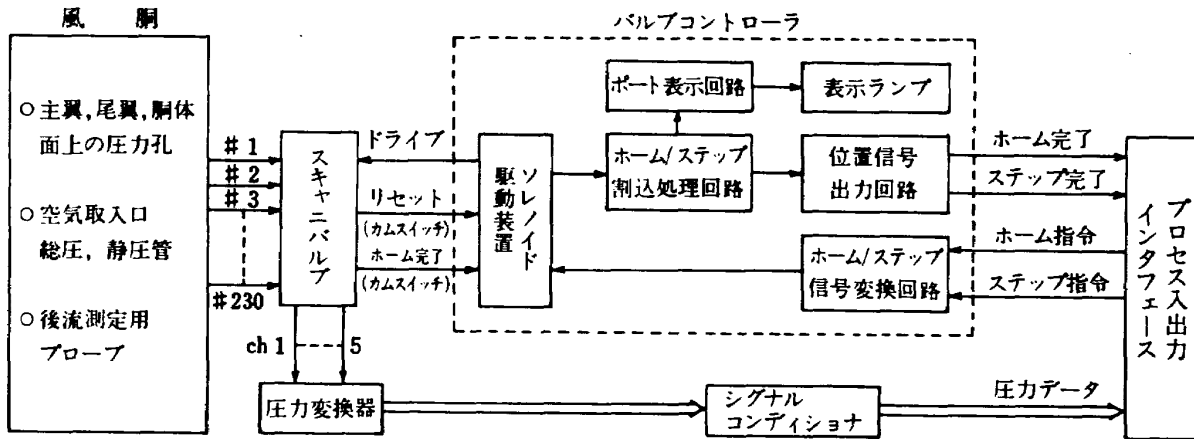 風 胴
○主翼,尾翼,胴体
面上の圧力孔
○空気取入口
総圧,静圧管
○後流測定用
プローブ
#1
#2
#3
#230
スキャニバルブ
ch 1
5
圧力変換器
ドライブ
リセット
(カムスイッチ)
ホーム完了
(カムスイッチ)
バルブコントローラ
ソレノイド
駆動装置
ポート表示回路
表示ランプ
ホーム/ステップ
割込処理回路
位置信号
出力回路
ホーム/ステップ
信号変換回路
ホーム完了
ステップ完了
ホーム指令
ステップ指令
シグナル
コンディショナ
圧力データ
プロセス入出力
インタフェース